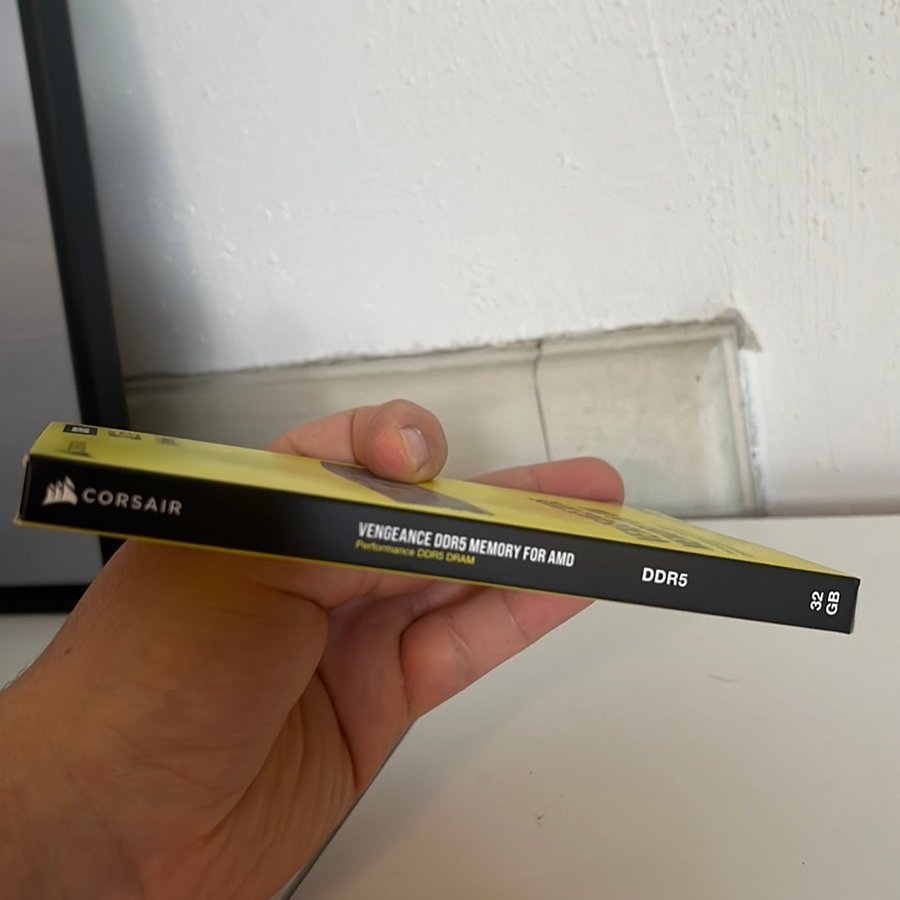 CORSAIR
VENGEANCE DDR5 MEMORY FOR AMD
Performance DDR5 DRAM
DDR5
32
GB